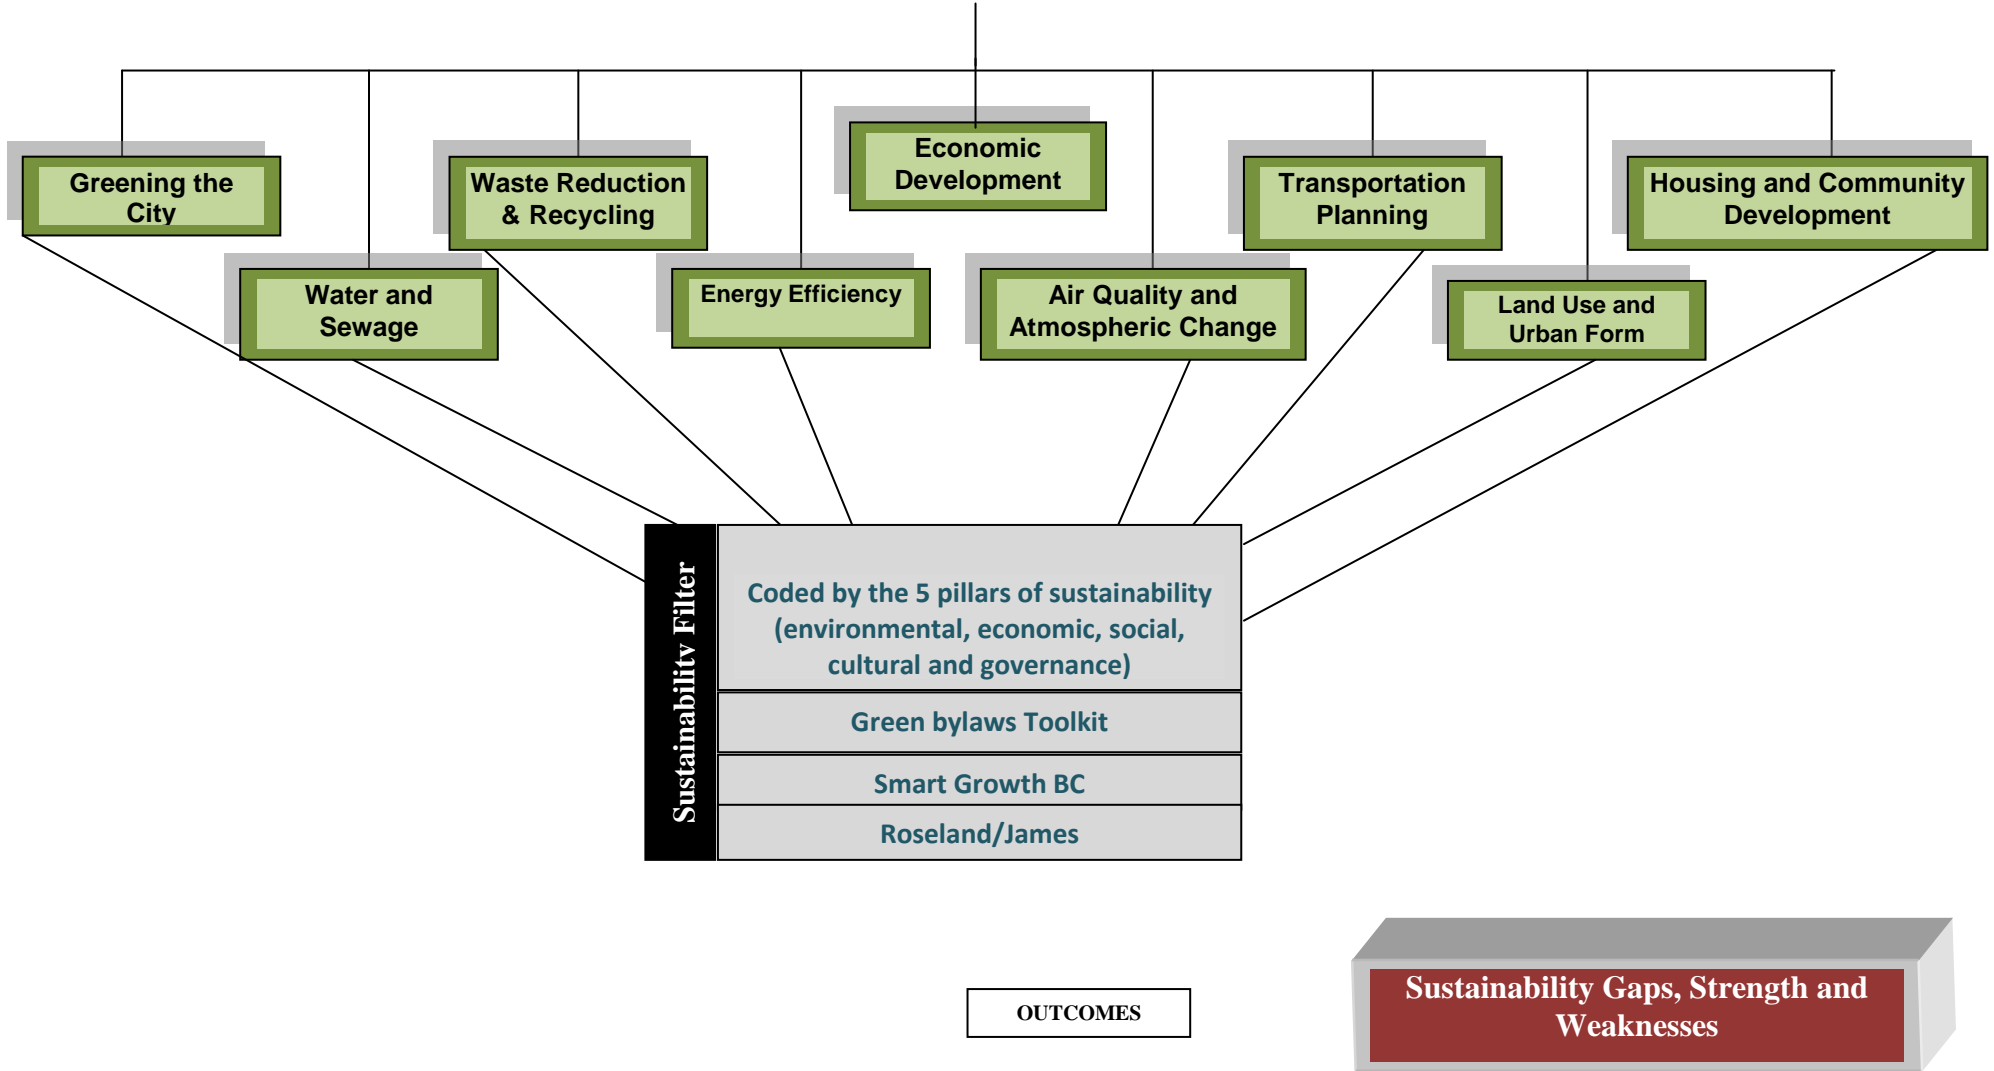 Greening the
City
Water and
Sewage
Waste Reduction
& Recycling
Energy Efficiency
Economic
Development
Air Quality and
Atmospheric Change
Transportation
Planning
Land Use and
Urban Form
Housing and Community
Development
Sustainability Filter
Coded by the 5 pillars of sustainability
(environmental, economic, social,
cultural and governance)
Green bylaws Toolkit
Smart Growth BC
Roseland/James
OUTCOMES
Sustainability Gaps, Strength and
Weaknesses